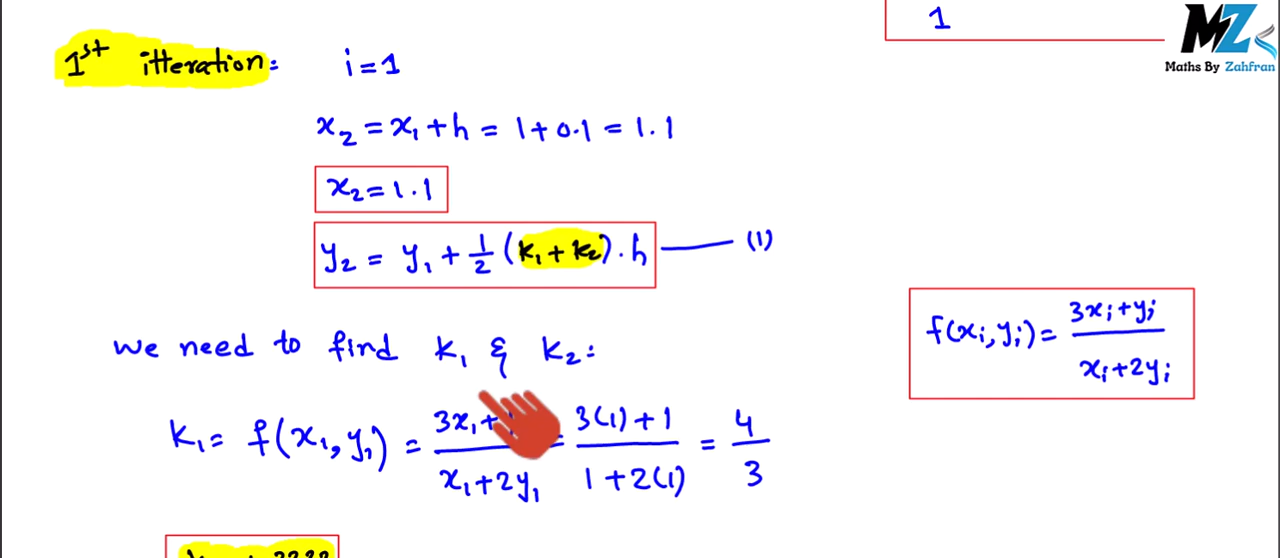 1
MZ
Maths By Zahfran
1st itteration: i=1
x₂ = x₁ + h = 1 + 0.1 = 1.1
x₂ = 1.1
y₂ = y₁ + 1/2 (k₁ + k₂) . h —— (1)
f(xᵢ, yᵢ) = (3xᵢ + yᵢ)/(xᵢ + 2yᵢ)
We need to find k₁ & k₂:
k₁ = f(x₁, y₁) = (3x₁ + )/(x₁ + 2y₁) = (3(1) + 1)/(1 + 2(1)) = 4/3